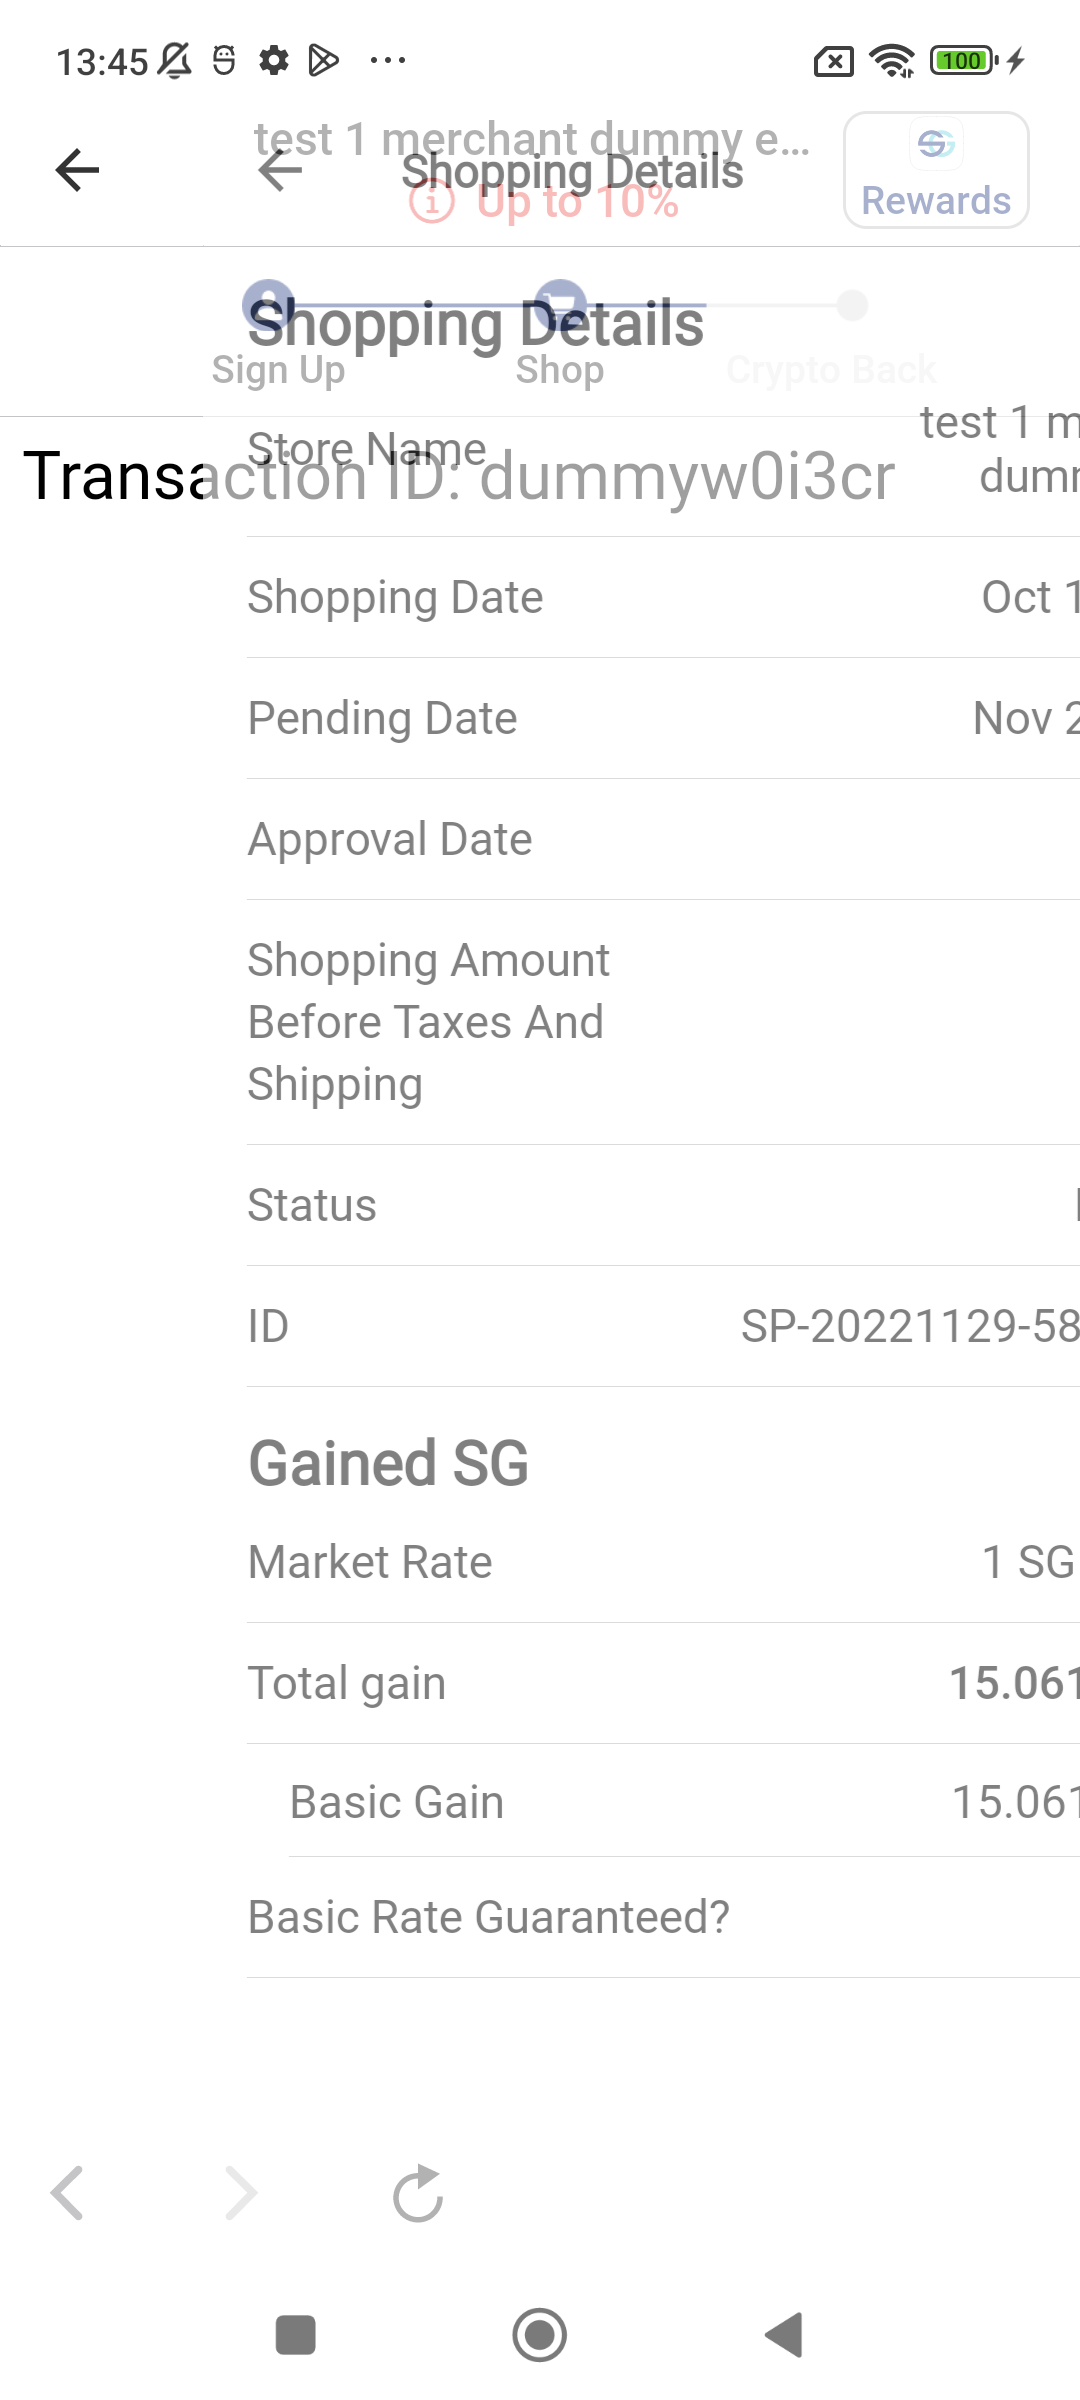 13:45
100
test 1 merchant dummy e...
Shopping Details
Up to 10%
Rewards
Shopping Details
Sign Up
Shop
Crypto Back
Store Name
test 1 m
dumm
Transaction ID: dummyw0i3cr
Shopping Date
Oct 1
Pending Date
Nov 2
Approval Date
Shopping Amount
Before Taxes And
Shipping
Status
ID
SP-20221129-58
Gained SG
Market Rate
1 SG
Total gain
15.061
Basic Gain
15.061
Basic Rate Guaranteed?